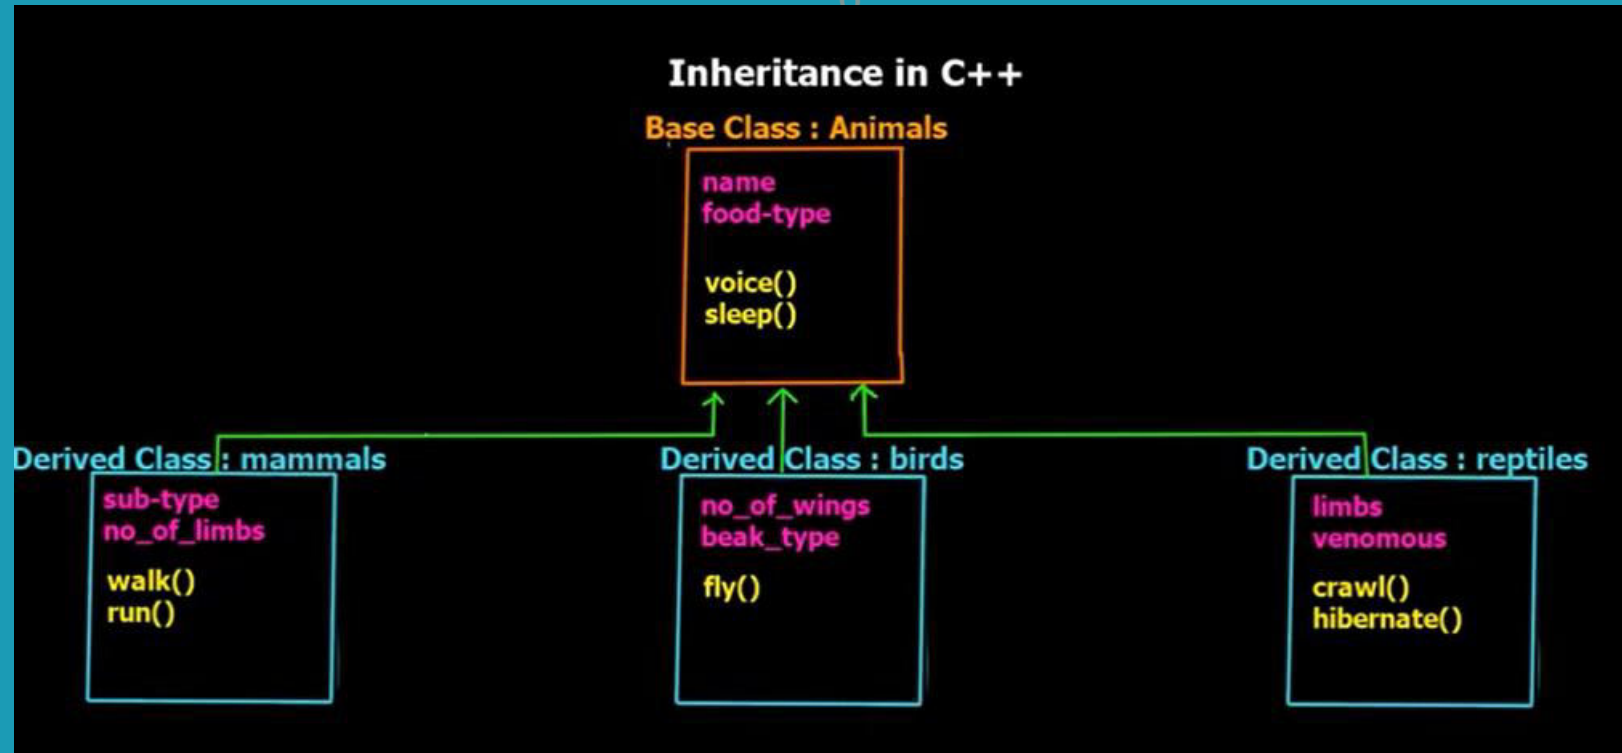 Inheritance in C++
Base Class : Animals
name
food-type
voice()
sleep()
Derived Class : mammals
sub-type
no_of_limbs
walk()
run()
Derived Class : birds
no_of_wings
beak_type
fly()
Derived Class : reptiles
limbs
venomous
crawl()
hibernate()